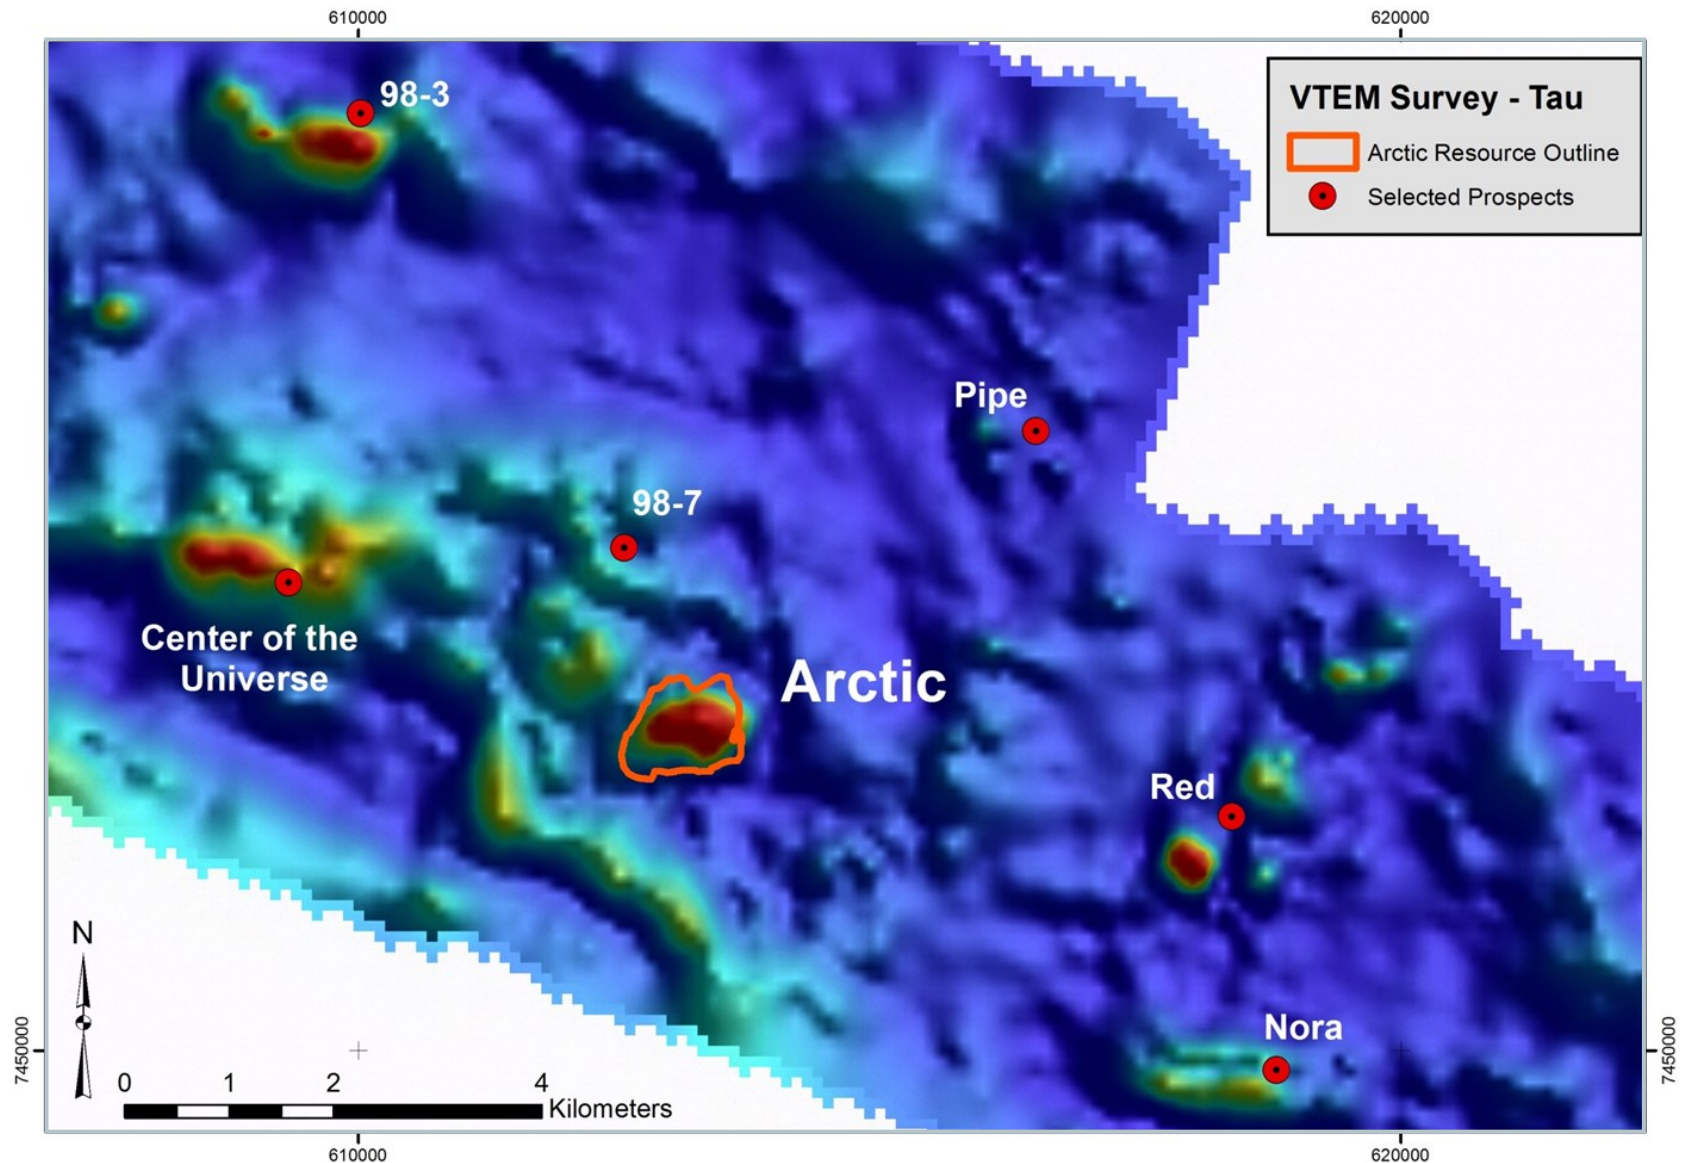 610000
620000
98-3
VTEM Survey - Tau
Arctic Resource Outline
Selected Prospects
Pipe
98-7
Center of the
Universe
Arctic
Red
N
Nora
7450000
7450000
0 1 2 4
Kilometers
610000
620000